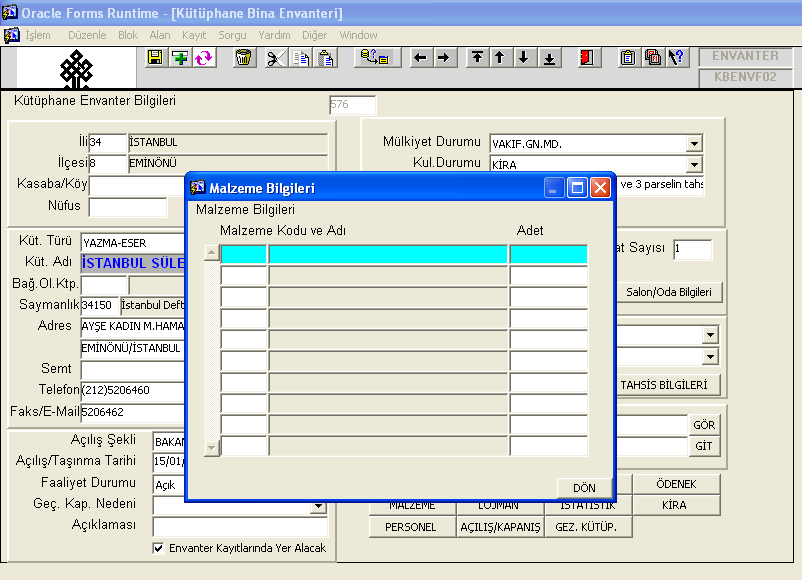 Oracle Forms Runtime - [Kütüphane Bina Envanteri]
İşlem Düzenle Blok Alan Kayıt Sorgu Yardım Diğer Window
ENVANTER
KBENVF02
Kütüphane Envanter Bilgileri
576
İli 34 İSTANBUL
İlçesi 8 EMİNÖNÜ
Kasaba/Köy
Nüfus
Mülkiyet Durumu VAKIF.GN.MD.
Kul.Durumu KİRA
ve 3 parselin tahs
Küt. Türü YAZMA-ESER
Küt. Adı İSTANBUL SÜLE
Bağ.Ol.Ktp.
Saymanlık 34150 İstanbul Deft
Adres AYŞE KADIN M.HAMA
EMİNÖNÜ/İSTANBUL
Semt
Telefon (212)5206460
Faks/E-Mail 5206462
at Sayısı 1
Salon/Oda Bilgileri
TAHSİS BİLGİLERİ
GÖR
GİT
Malzeme Bilgileri
Malzeme Bilgileri
Malzeme Kodu ve Adı Adet
DÖN
Açılış Şekli BAKAN
Açılış/Taşınma Tarihi 15/01/
Faaliyet Durumu Açık
Geç. Kap. Nedeni
Açıklaması
Envanter Kayıtlarında Yer Alacak
ÖDENEK
MALZEME LOJMAN İSTATİSTİK KİRA
PERSONEL AÇILIŞ/KAPANIŞ GEZ. KÜTÜP.